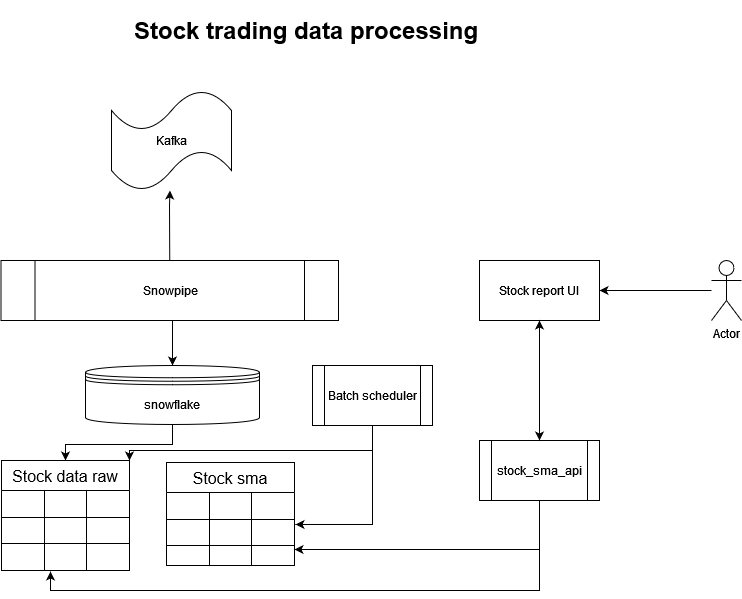 Stock trading data processing
Kafka
Snowpipe
Stock report UI
Actor
snowflake
Batch scheduler
Stock data raw
Stock sma
stock_sma_api